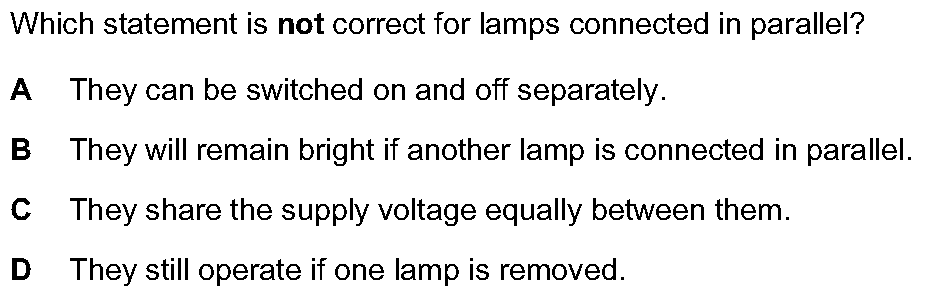 Which statement is not correct for lamps connected in parallel?
A They can be switched on and off separately.
B They will remain bright if another lamp is connected in parallel.
C They share the supply voltage equally between them.
D They still operate if one lamp is removed.